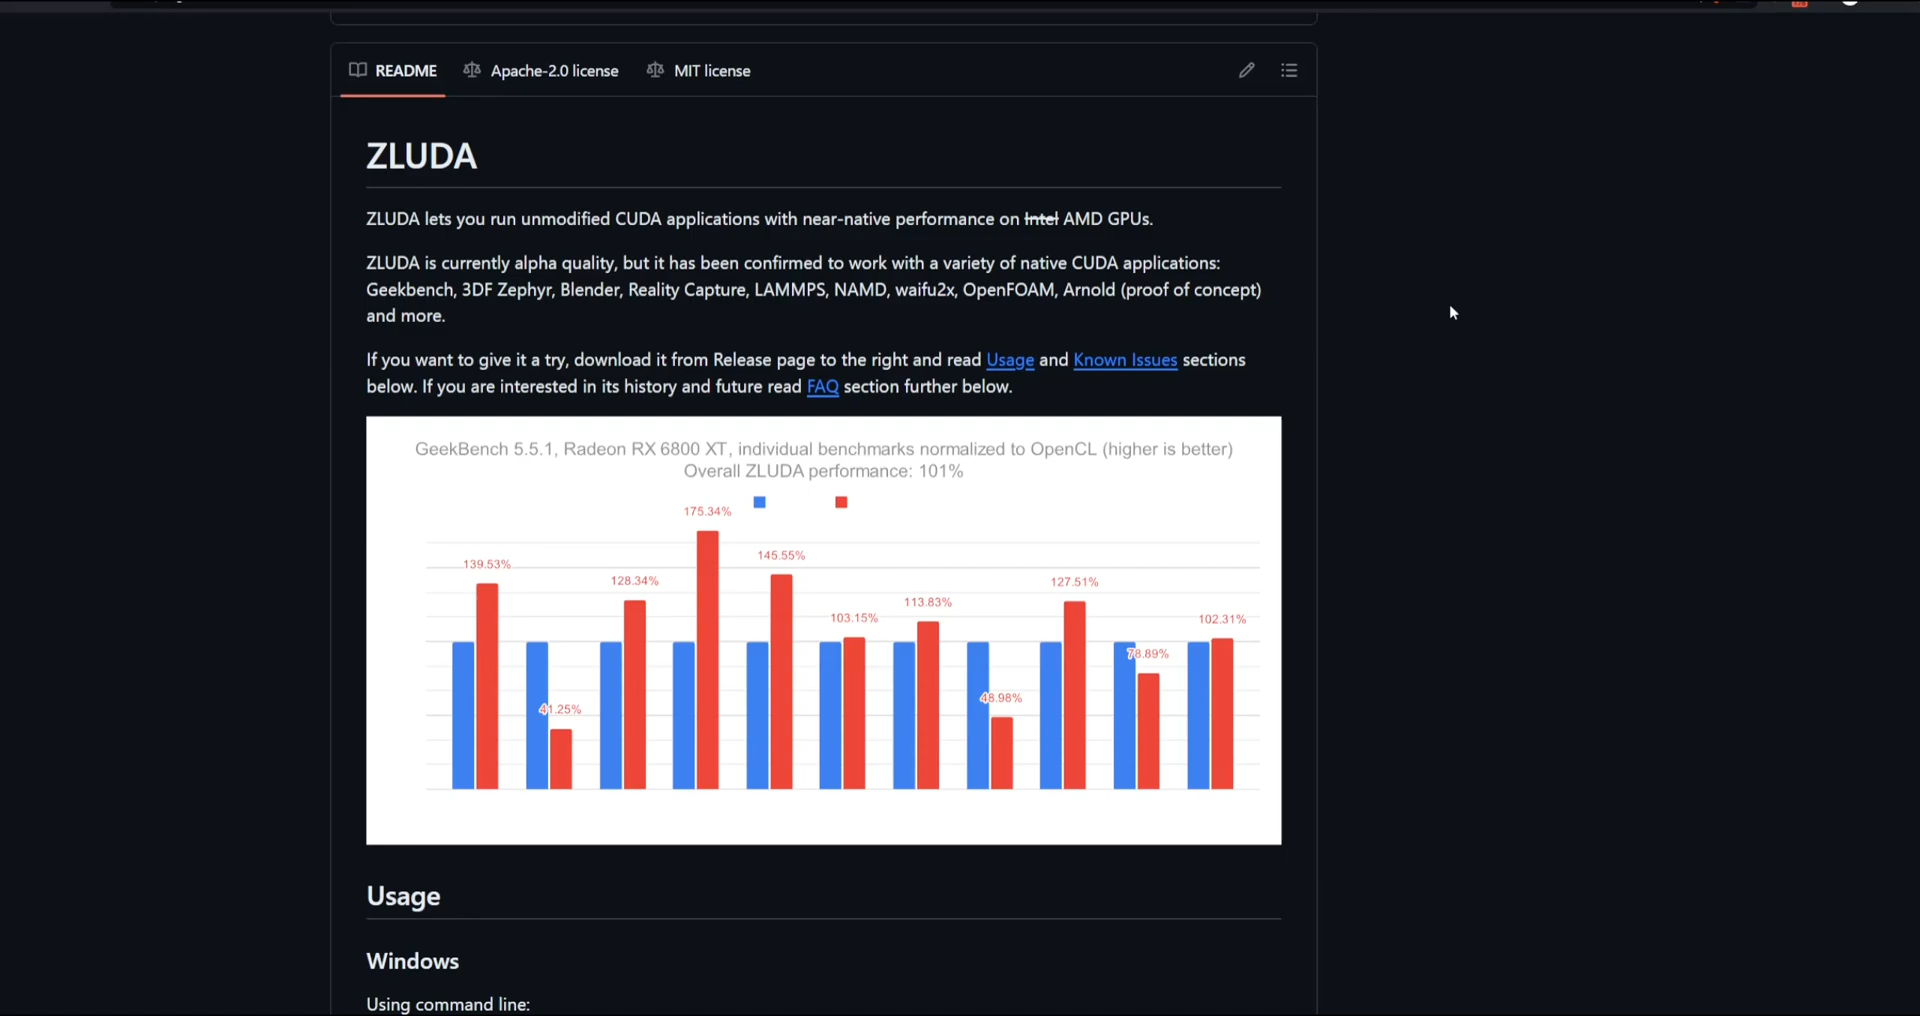 README Apache-2.0 license MIT license
ZLUDA
ZLUDA lets you run unmodified CUDA applications with near-native performance on Intel AMD GPUs.
ZLUDA is currently alpha quality, but it has been confirmed to work with a variety of native CUDA applications:
Geekbench, 3DF Zephyr, Blender, Reality Capture, LAMMPS, NAMD, waifu2x, OpenFOAM, Arnold (proof of concept)
and more.
If you want to give it a try, download it from Release page to the right and read Usage and Known Issues sections
below. If you are interested in its history and future read FAQ section further below.
GeekBench 5.5.1, Radeon RX 6800 XT, individual benchmarks normalized to OpenCL (higher is better)
Overall ZLUDA performance: 101%
139.53%
41.25%
128.34%
175.34%
145.55%
103.15%
113.83%
48.98%
127.51%
78.89%
102.31%
Usage
Windows
Using command line: